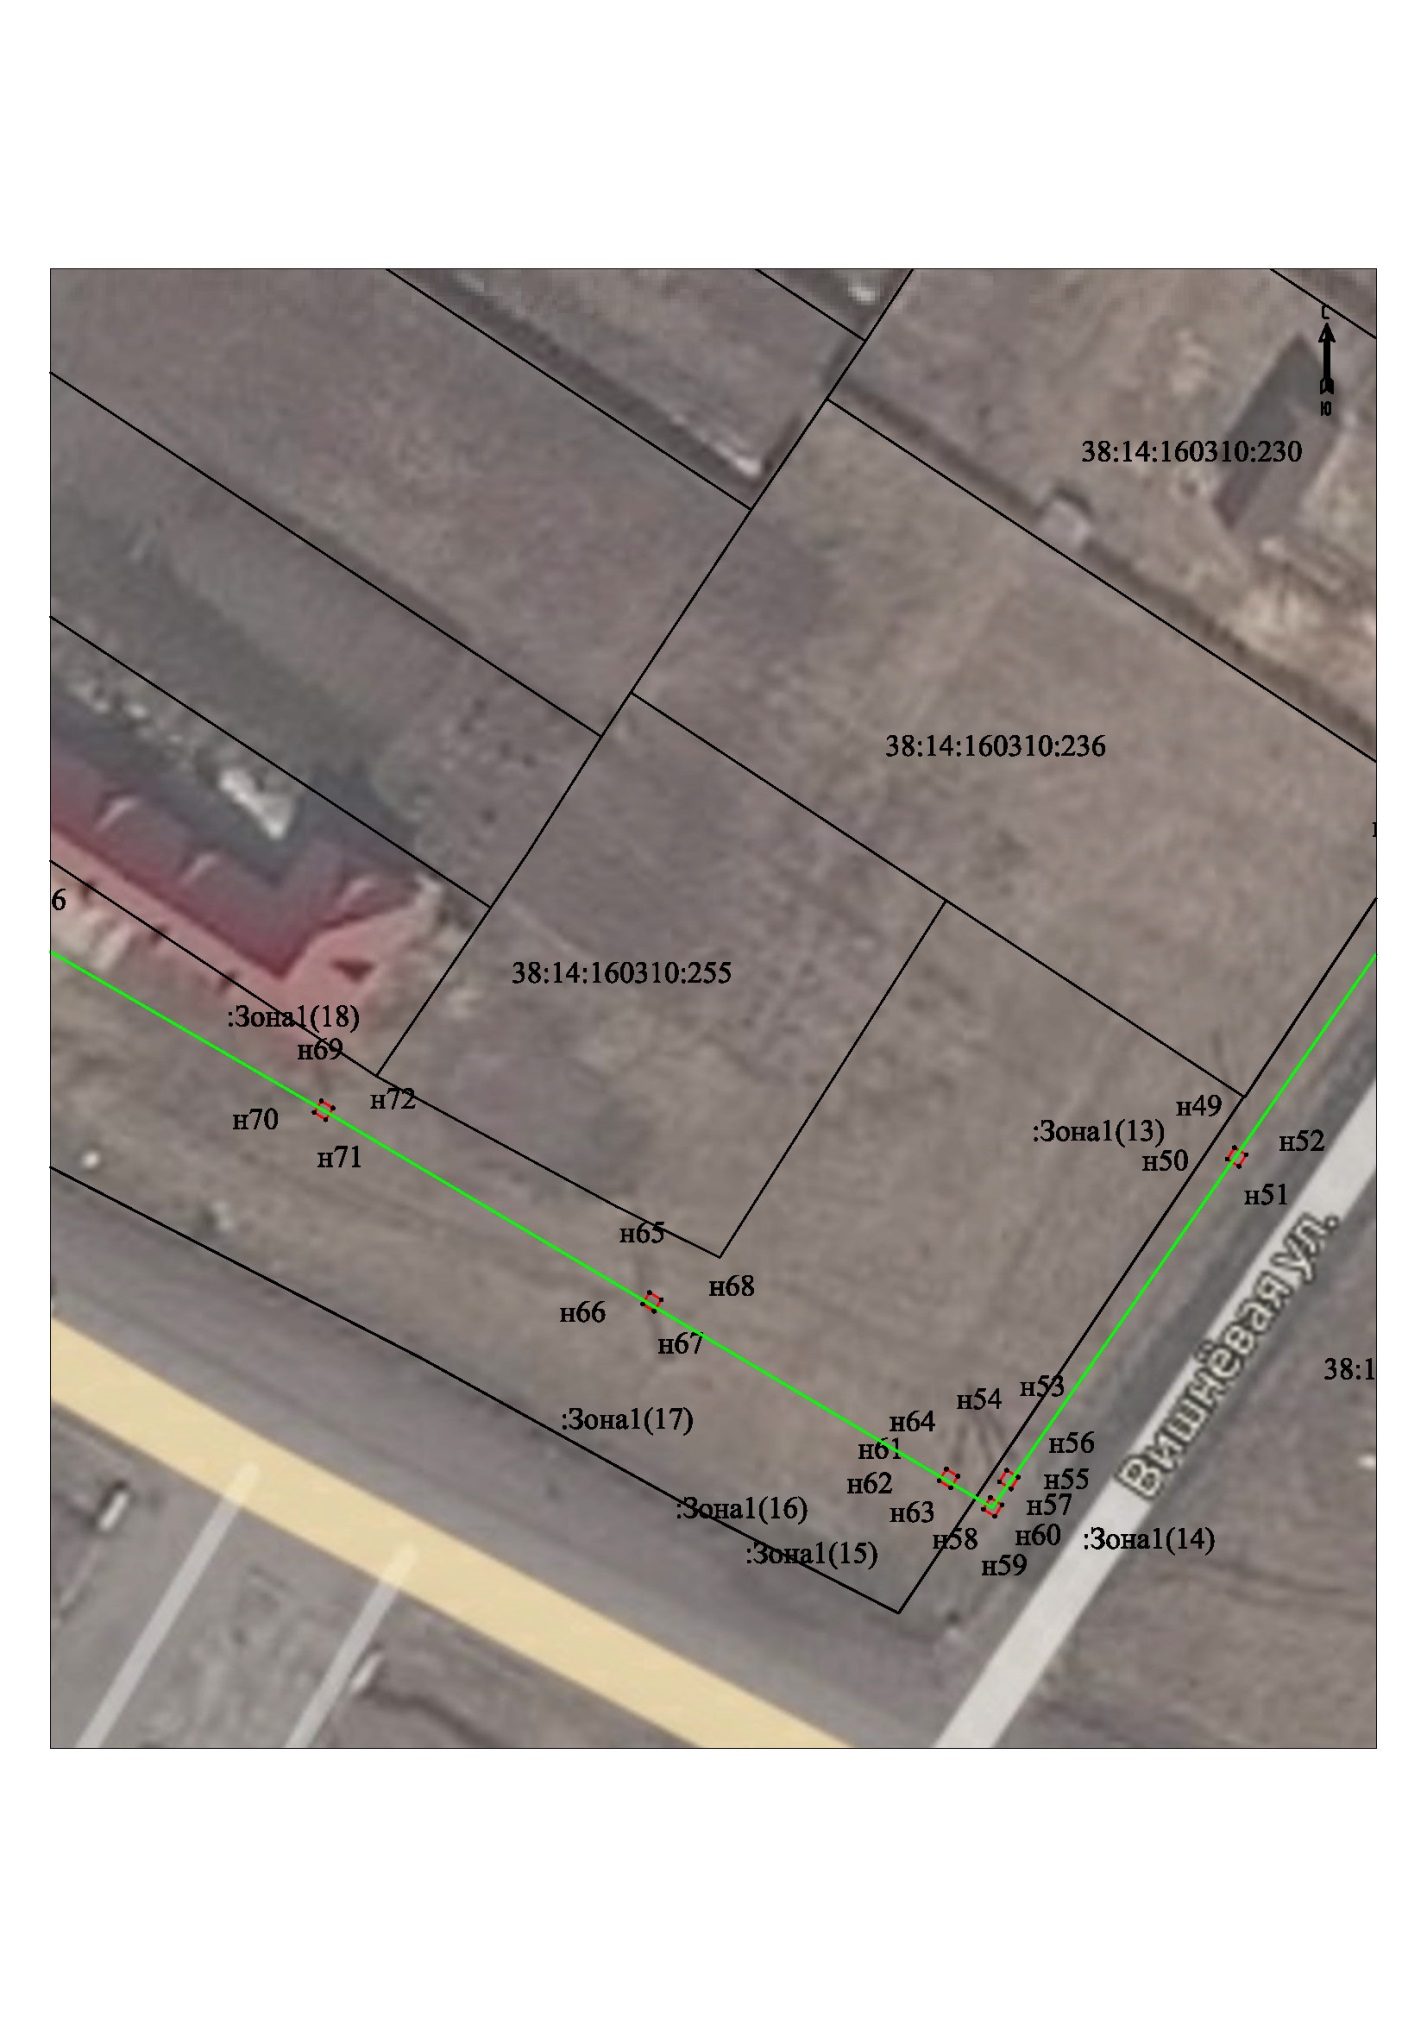 С
Ю
38:14:160310:230
38:14:160310:236
6
38:14:160310:255
:Зона1(18)
н69
н72
н70
н71
н49
:Зона1(13)
н50
н52
н51
н65
н68
н66
н67
Вишнёвая ул.
38:1
н53
н54
н64
:Зона1(17)
н61
н56
н62
н55
н63
н57
:Зона1(16)
н58
н60
:Зона1(14)
:Зона1(15)
н59